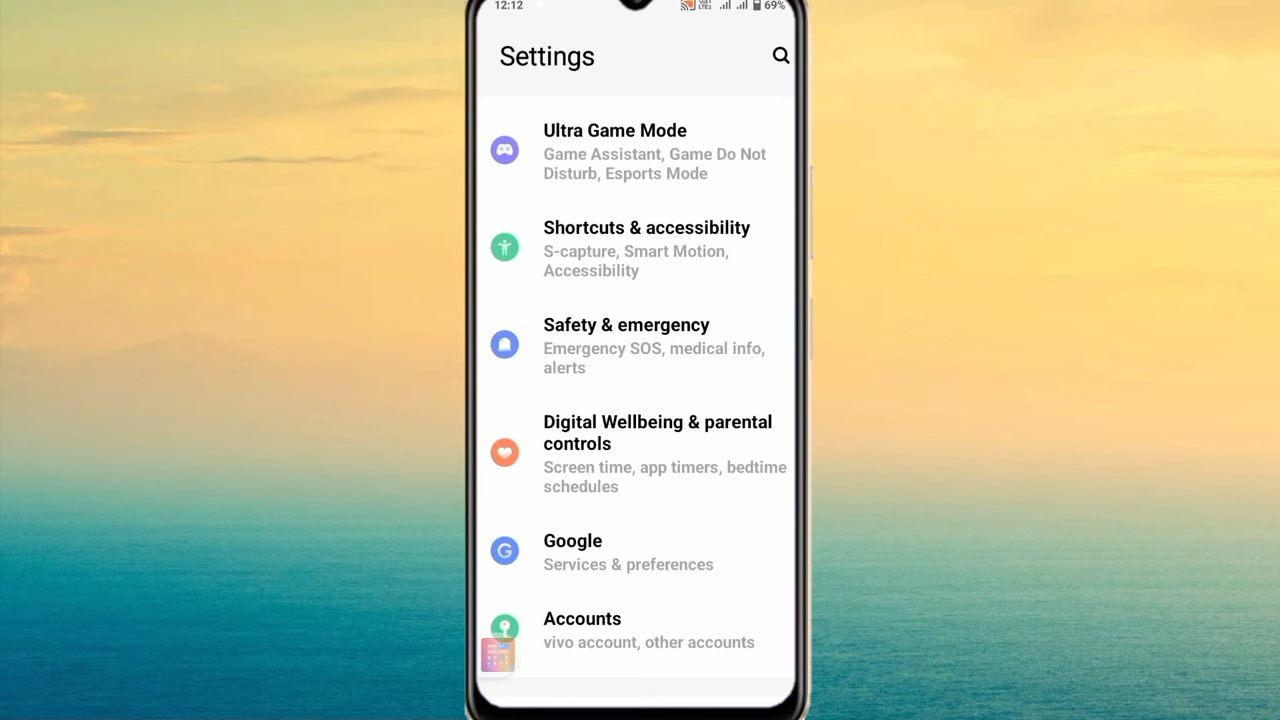 12:12
69%
Settings
Ultra Game Mode
Game Assistant, Game Do Not
Disturb, Esports Mode
Shortcuts & accessibility
S-capture, Smart Motion,
Accessibility
Safety & emergency
Emergency SOS, medical info,
alerts
Digital Wellbeing & parental
controls
Screen time, app timers, bedtime
schedules
Google
Services & preferences
Accounts
vivo account, other accounts